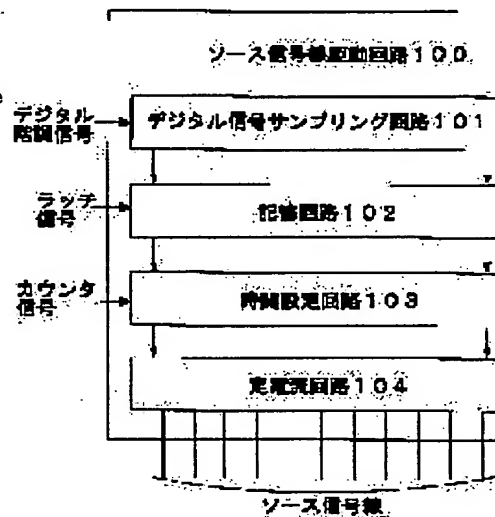 ソース信号線駆動回路100
デジタル
階調信号
デジタル信号サンプリング回路101
ラッチ
信号
記憶回路102
カウンタ
信号
時間設定回路103
定電流回路104
ソース信号線